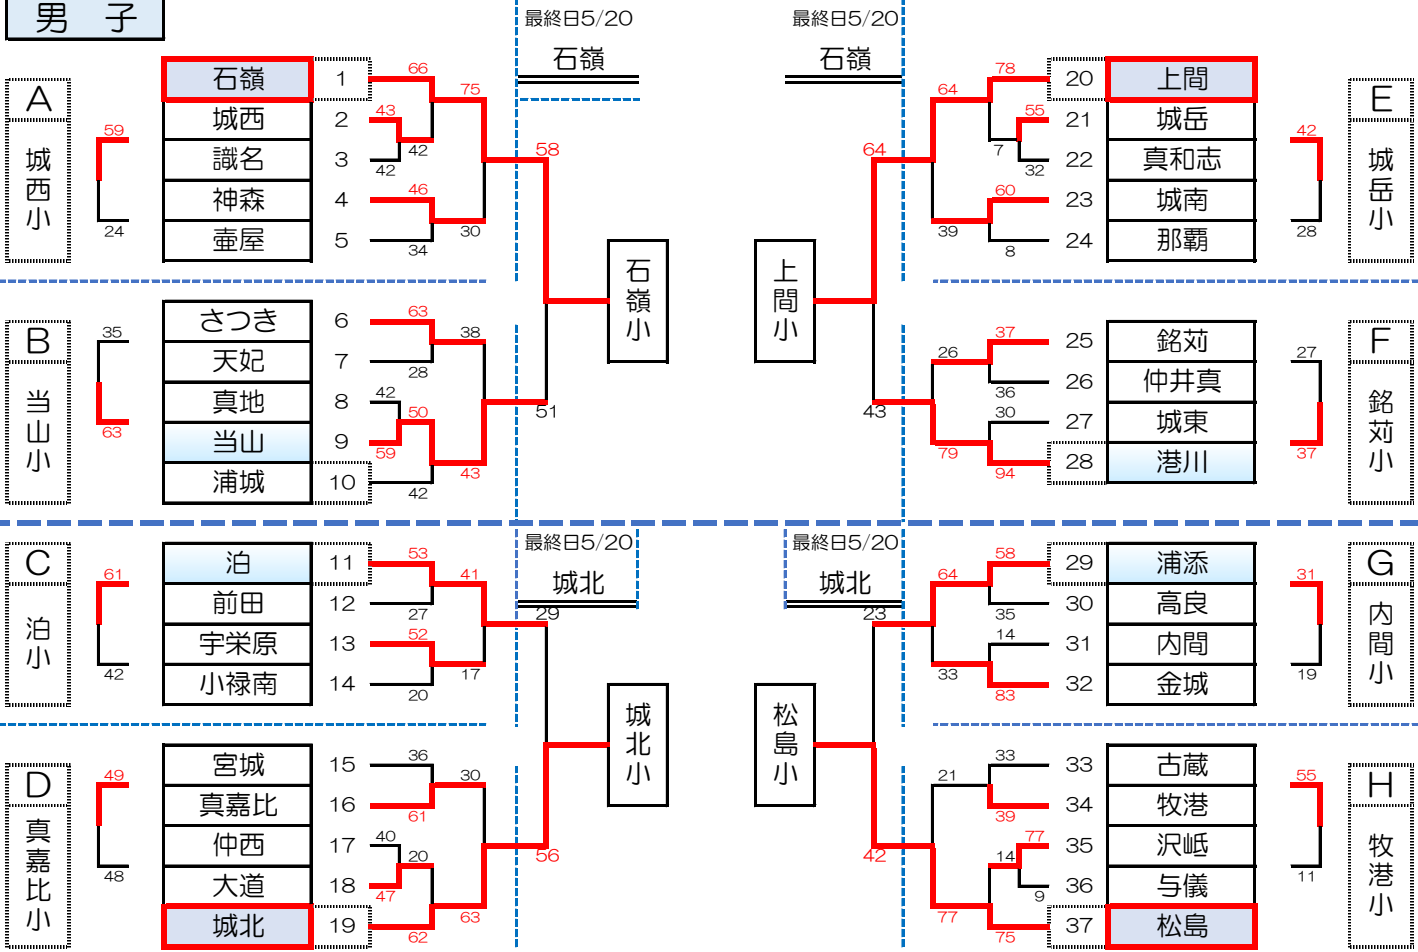 男 子
最終日5/20
石嶺
最終日5/20
石嶺
A
城西小
59
24
石嶺 1 66
城西 2 43
識名 3 42
神森 4 46
壷屋 5 34
42
75
30
58
石嶺小
B
当山小
35
63
さつき 6 63
天妃 7 28
真地 8 42
当山 9 59
浦城 10 42
50
38
43
51
E
城岳小
42
28
78 20 上間
55 21 城岳
32 22 真和志
60 23 城南
8 24 那覇
7
64
39
64
上間小
F
銘苅小
27
37
37 25 銘苅
36 26 仲井真
30 27 城東
94 28 港川
26
79
43
最終日5/20
城北
最終日5/20
城北
C
泊小
61
42
泊 11 53
前田 12 27
宇栄原 13 52
小禄南 14 20
41
17
29
城北小
D
真嘉比小
49
48
宮城 15 36
真嘉比 16 61
仲西 17 40
大道 18 47
城北 19 62
20
30
63
56
G
内間小
31
19
58 29 浦添
35 30 高良
14 31 内間
83 32 金城
64
33
23
松島小
H
牧港小
55
11
33 33 古蔵
39 34 牧港
77 35 沢岻
9 36 与儀
75 37 松島
14
21
77
42